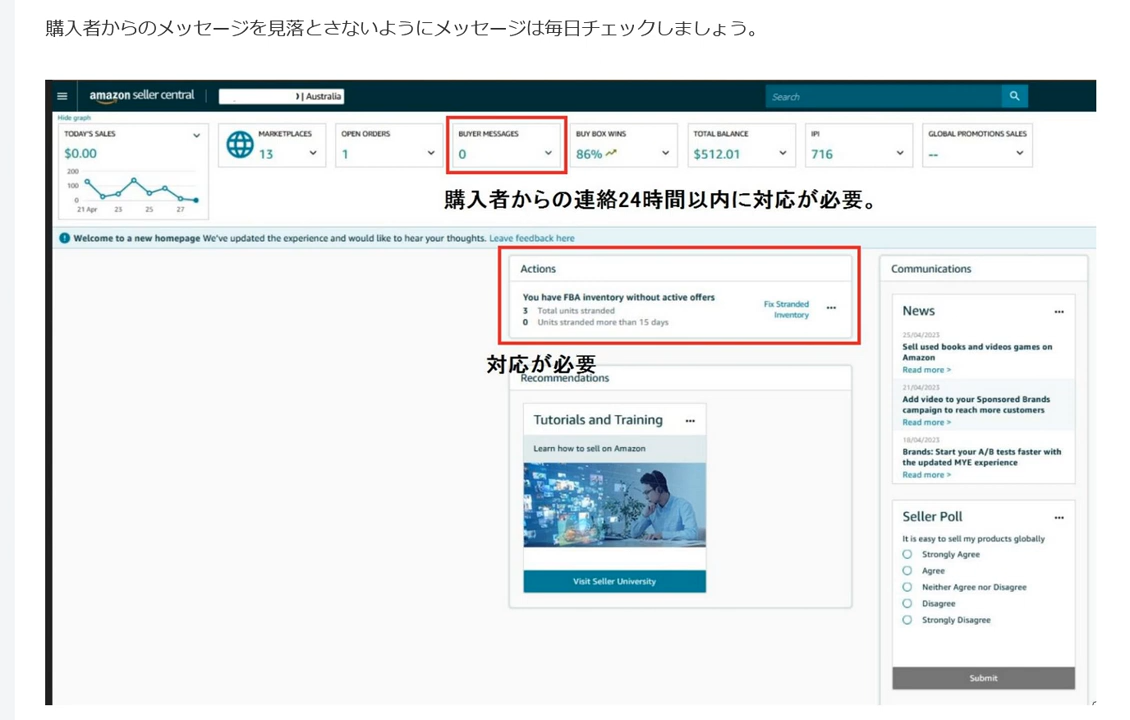 購入者からのメッセージを見落とさないようにメッセージは毎日チェックしましょう。
amazon seller central
| Australia
Search
Hide graph
TODAY'S SALES
$0.00
200
100
0
21 Apr 23 25 27
MARKETPLACES
13
OPEN ORDERS
1
BUYER MESSAGES
0
BUY BOX WINS
86%
TOTAL BALANCE
$512.01
IPI
716
GLOBAL PROMOTIONS SALES
--
購入者からの連絡24時間以内に対応が必要。
Welcome to a new homepage We've updated the experience and would like to hear your thoughts. Leave feedback here
Actions
You have FBA inventory without active offers
3 Total units stranded
0 Units stranded more than 15 days
Fix Stranded
Inventory
対応が必要
Recommendations
Tutorials and Training
Learn how to sell on Amazon
Visit Seller University
Communications
News
25/04/2023
Sell used books and videos games on
Amazon
Read more >
21/04/2023
Add video to your Sponsored Brands
campaign to reach more customers
Read more >
18/04/2023
Brands: Start your A/B tests faster with
the updated MYE experience
Read more >
Seller Poll
It is easy to sell my products globally
Strongly Agree
Agree
Neither Agree nor Disagree
Disagree
Strongly Disagree
Submit